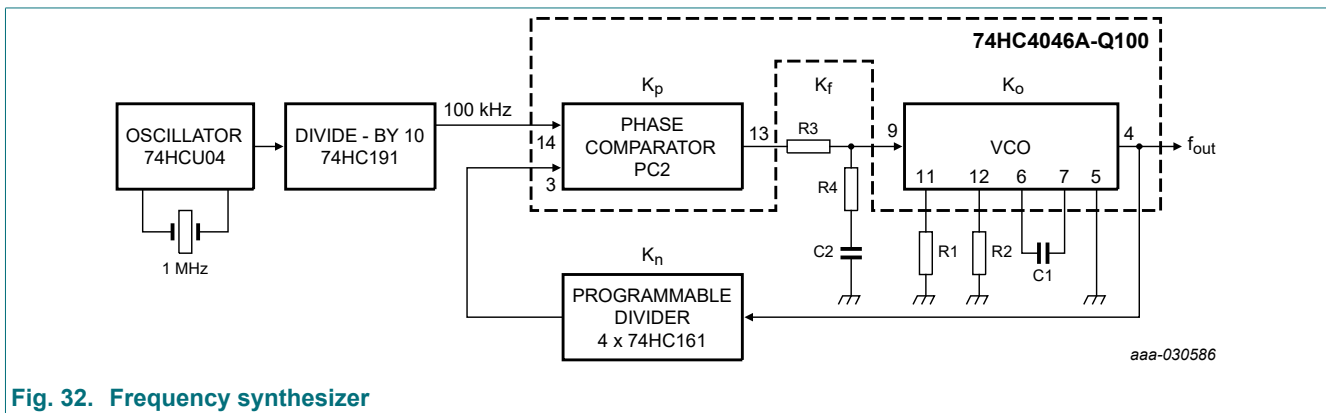 74HC4046A-Q100
Kp
Kf
Ko
OSCILLATOR
74HCU04
DIVIDE - BY 10
74HC191
100 kHz
14
3
PHASE
COMPARATOR
PC2
13
R3
9
VCO
4
fout
11
12
6
7
5
R4
C2
R1
R2
C1
1 MHz
Kn
PROGRAMMABLE
DIVIDER
4 x 74HC161
aaa-030586
Fig. 32. Frequency synthesizer